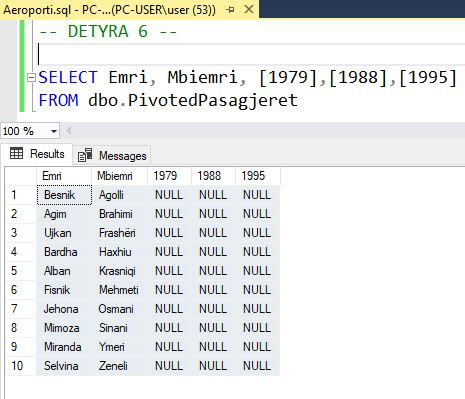 Aeroporti.sql - PC-...(PC-USER\user (53))
-- DETYRA 6 --
SELECT Emri, Mbiemri, [1979],[1988],[1995]
FROM dbo.PivotedPasagjeret
100 %
Results Messages
Emri Mbiemri 1979 1988 1995
1 Besnik Agolli NULL NULL NULL
2 Agim Brahimi NULL NULL NULL
3 Ujkan Frashëri NULL NULL NULL
4 Bardha Haxhiu NULL NULL NULL
5 Alban Krasniqi NULL NULL NULL
6 Fisnik Mehmeti NULL NULL NULL
7 Jehona Osmani NULL NULL NULL
8 Mimoza Sinani NULL NULL NULL
9 Miranda Ymeri NULL NULL NULL
10 Selvina Zeneli NULL NULL NULL